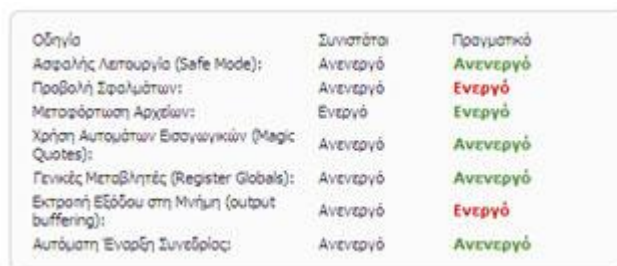 Οδηγία Συνιστάται Πραγματικό
Ασφαλής Λειτουργία (Safe Mode): Ανενεργό Ανενεργό
Προβολή Σφαλμάτων: Ανενεργό Ενεργό
Μεταφόρτωση Αρχείων: Ενεργό Ενεργό
Χρήση Αυτομάτων Εισαγωγικών (Magic
Quotes): Ανενεργό Ανενεργό
Γενικές Μεταβλητές (Register Globals): Ανενεργό Ανενεργό
Εκτροπή Εξόδου στη Μνήμη (output
buffering): Ανενεργό Ενεργό
Αυτόματη Έναρξη Συνεδρίας: Ανενεργό Ανενεργό